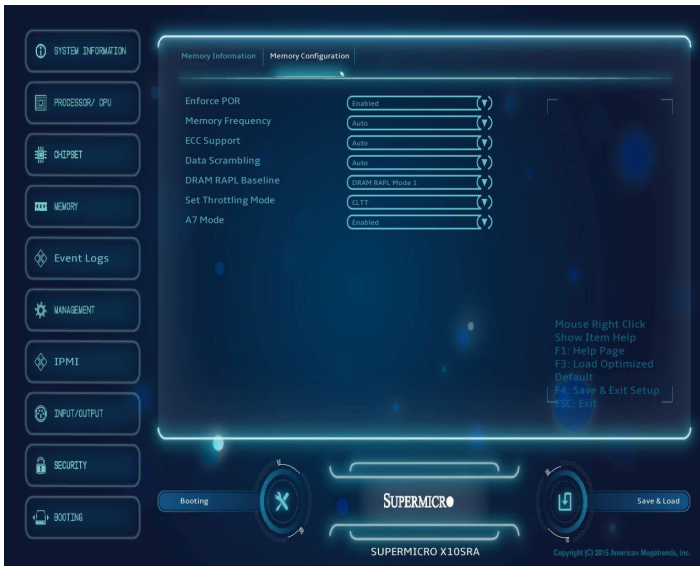 SYSTEM INFORMATION
PROCESSOR/ CPU
CHIPSET
MEMORY
Event Logs
MANAGEMENT
IPMI
INPUT/OUTPUT
SECURITY
BOOTING
Memory Information
Memory Configuration
Enforce POR
Enabled
Memory Frequency
Auto
ECC Support
Auto
Data Scrambling
Auto
DRAM RAPL Baseline
DRAM RAPL Mode 1
Set Throttling Mode
CLTT
A7 Mode
Enabled
Mouse Right Click
Show Item Help
F1: Help Page
F3: Load Optimized
Default
F4: Save & Exit Setup
ESC: Exit
Booting
SUPERMICRO
Save & Load
SUPERMICRO X10SRA
Copyright (C) 2015 American Megatrends, Inc.